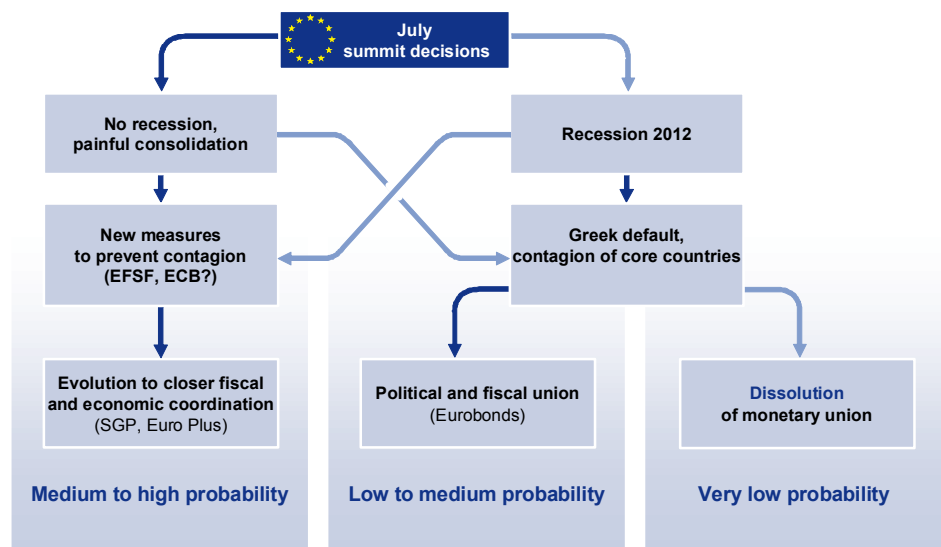 July
summit decisions
No recession,
painful consolidation
Recession 2012
New measures
to prevent contagion
(EFSF, ECB?)
Greek default,
contagion of core countries
Evolution to closer fiscal
and economic coordination
(SGP, Euro Plus)
Political and fiscal union
(Eurobonds)
Dissolution
of monetary union
Medium to high probability
Low to medium probability
Very low probability